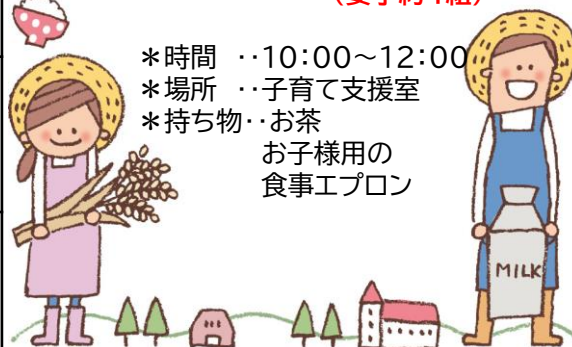 ＊時間 ‥10:00～12:00
＊場所 ‥子育て支援室
＊持ち物‥お茶
お子様用の
食事エプロン
MILK